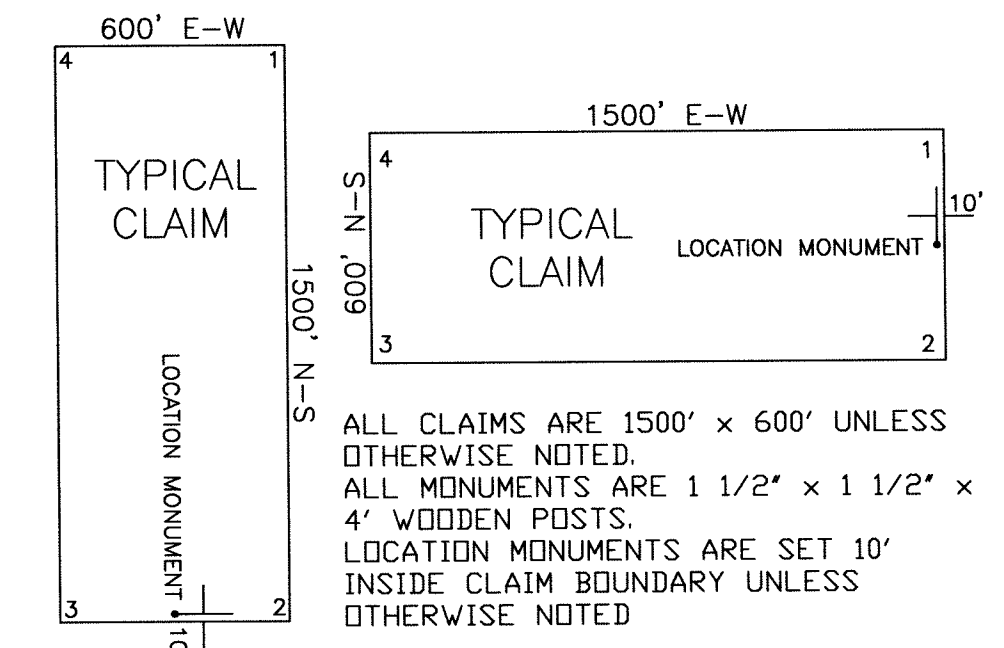 600' E-W
4
1
TYPICAL
CLAIM
1500' N-S
LOCATION MONUMENT
3
2
10
1500' E-W
4
1
600' N-S
TYPICAL
CLAIM
10'
LOCATION MONUMENT
3
2
ALL CLAIMS ARE 1500' x 600' UNLESS
OTHERWISE NOTED.
ALL MONUMENTS ARE 1 1/2" x 1 1/2" x
4' WOODEN POSTS.
LOCATION MONUMENTS ARE SET 10'
INSIDE CLAIM BOUNDARY UNLESS
OTHERWISE NOTED